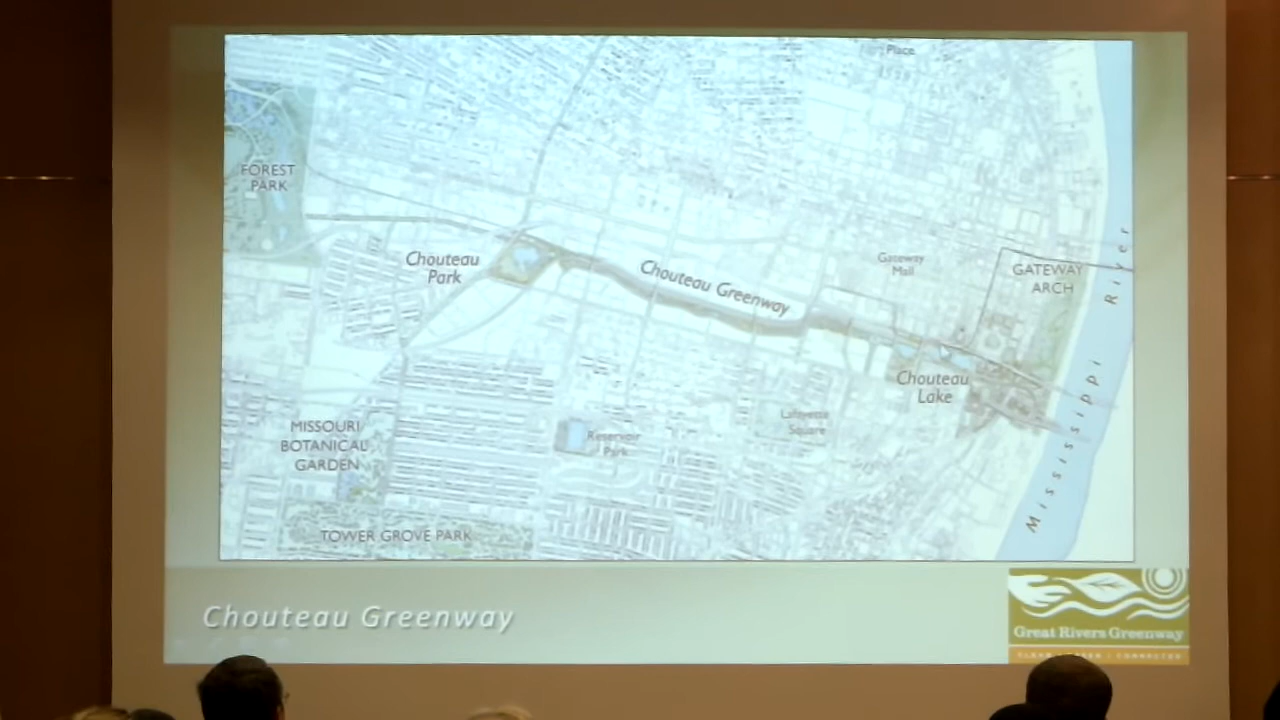 Place
FOREST
PARK
Chouteau
Park
Chouteau Greenway
Gateway
Mall
GATEWAY
ARCH
Mississippi River
Chouteau
Lake
Lafayette
Square
MISSOURI
BOTANICAL
GARDEN
Reservoir
Park
TOWER GROVE PARK
Chouteau Greenway
Great Rivers Greenway